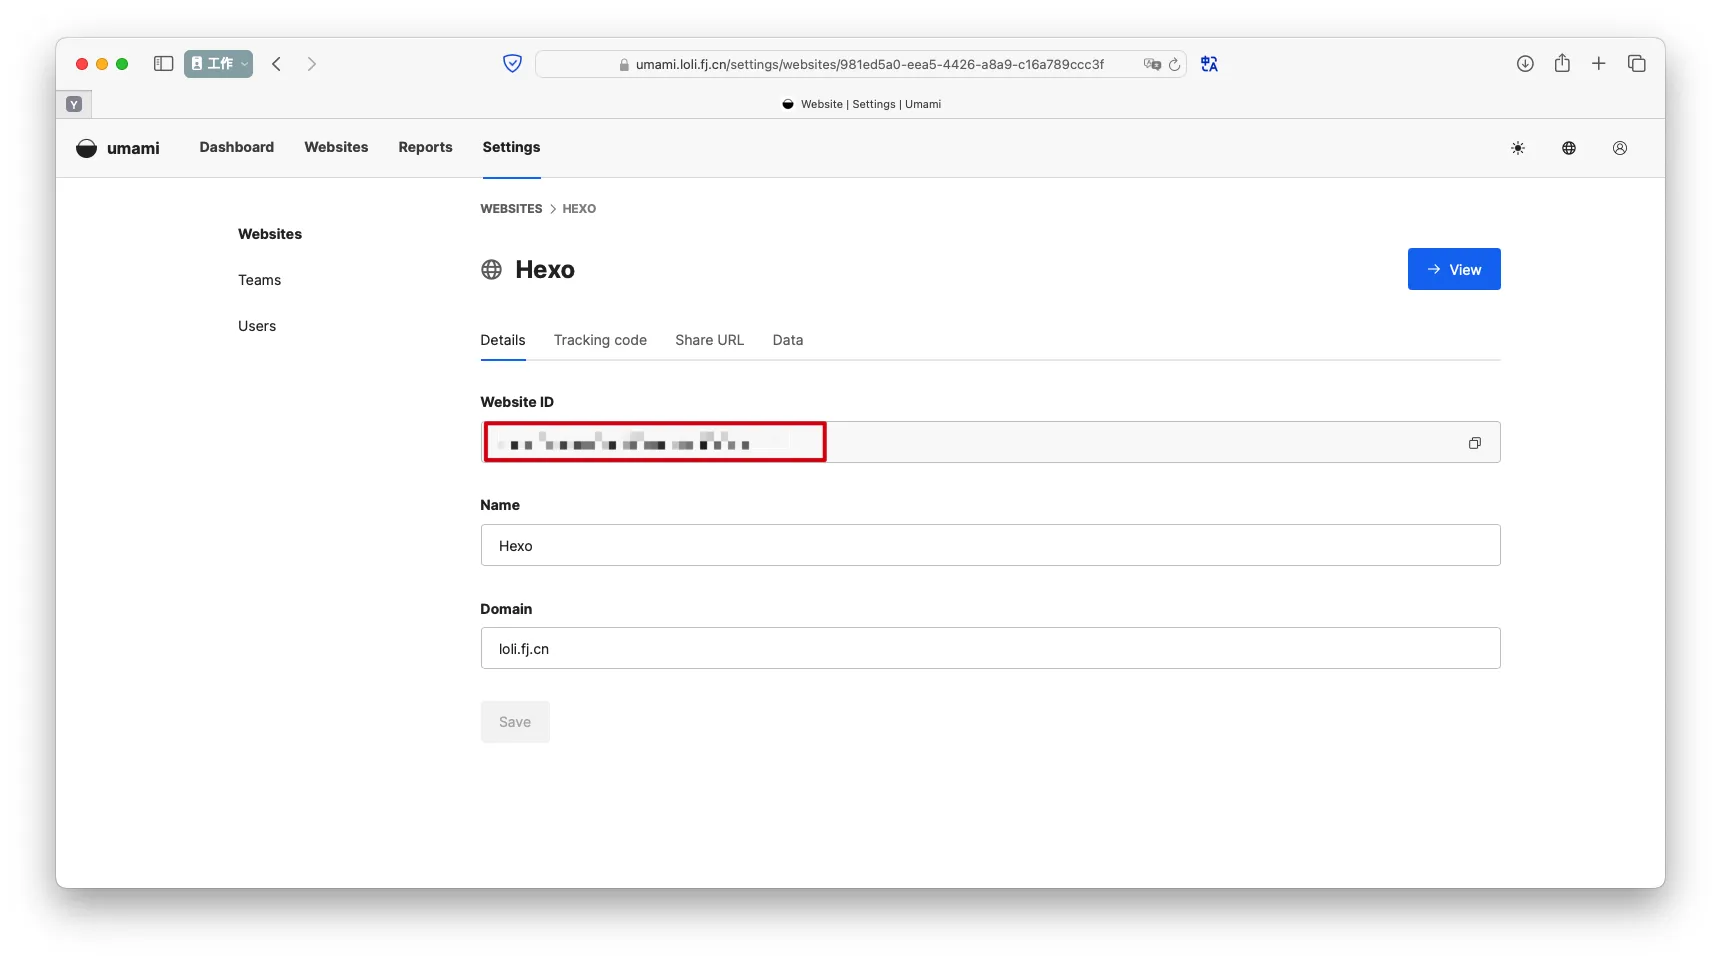 工作
umami.loli.fj.cn/settings/websites/981ed5a0-eea5-4426-a8a9-c16a789ccc3f
Y
Website | Settings | Umami
umami Dashboard Websites Reports Settings
WEBSITES > HEXO
Websites
Teams
Users
Hexo
View
Details Tracking code Share URL Data
Website ID
Name
Hexo
Domain
loli.fj.cn
Save